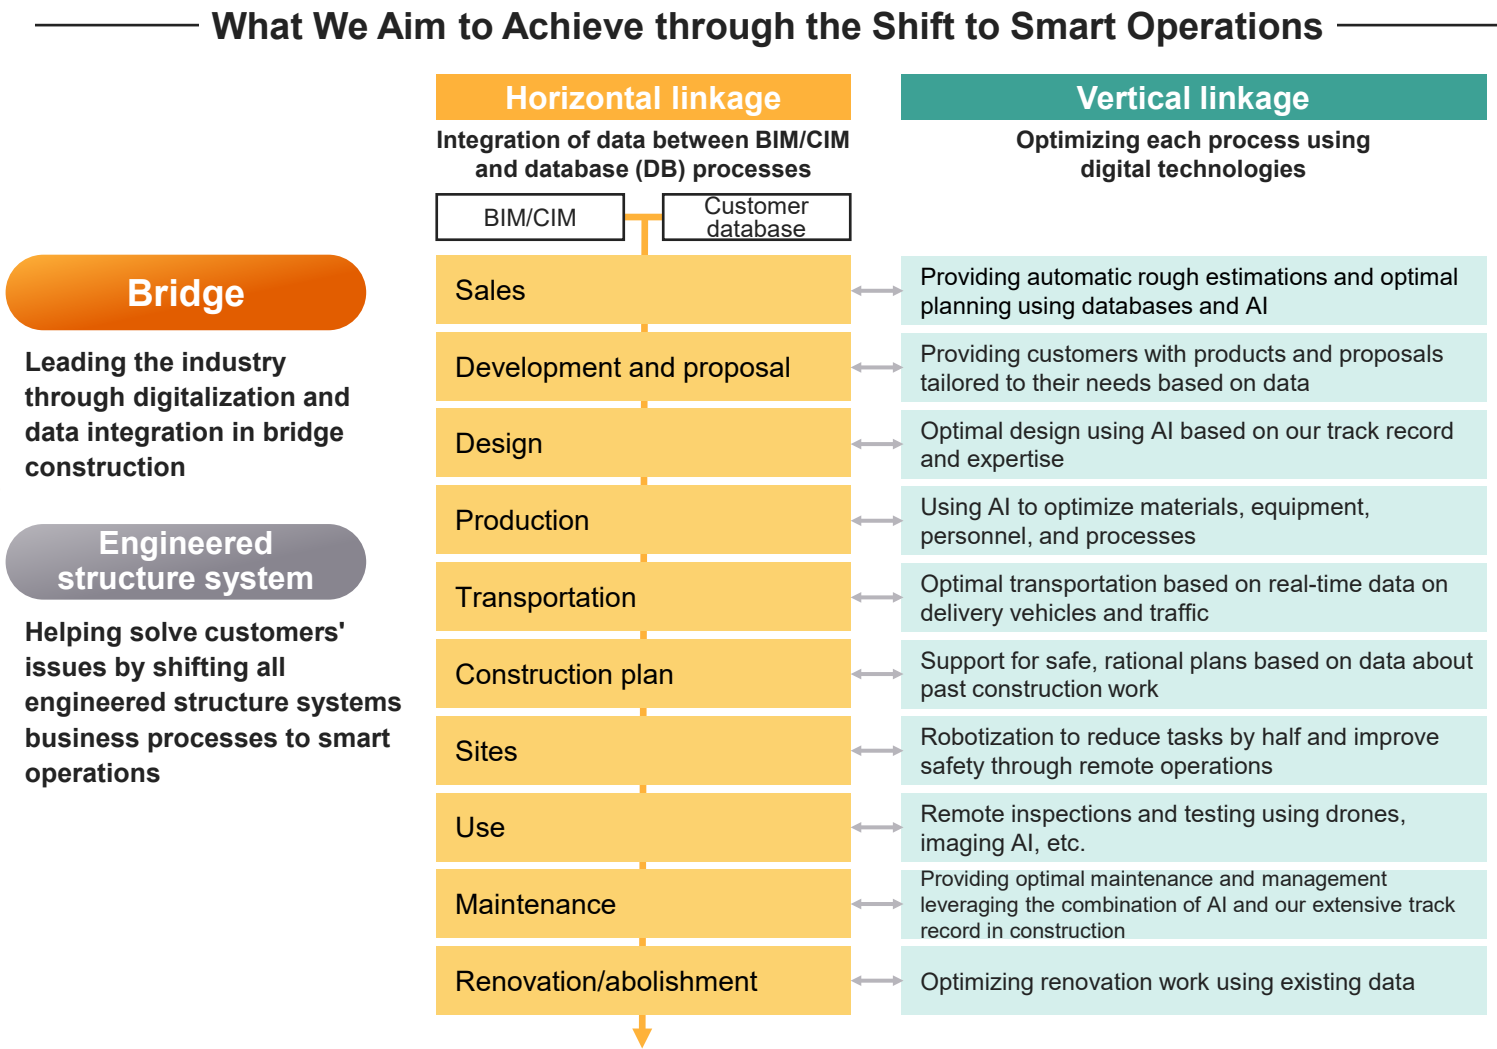 What We Aim to Achieve through the Shift to Smart Operations
Horizontal linkage
Integration of data between BIM/CIM
and database (DB) processes
BIM/CIM
Customer
database
Vertical linkage
Optimizing each process using
digital technologies
Bridge
Leading the industry
through digitalization and
data integration in bridge
construction
Engineered
structure system
Helping solve customers'
issues by shifting all
engineered structure systems
business processes to smart
operations
Sales
Providing automatic rough estimations and optimal
planning using databases and AI
Development and proposal
Providing customers with products and proposals
tailored to their needs based on data
Design
Optimal design using AI based on our track record
and expertise
Production
Using AI to optimize materials, equipment,
personnel, and processes
Transportation
Optimal transportation based on real-time data on
delivery vehicles and traffic
Construction plan
Support for safe, rational plans based on data about
past construction work
Sites
Robotization to reduce tasks by half and improve
safety through remote operations
Use
Remote inspections and testing using drones,
imaging AI, etc.
Maintenance
Providing optimal maintenance and management
leveraging the combination of AI and our extensive track
record in construction
Renovation/abolishment
Optimizing renovation work using existing data